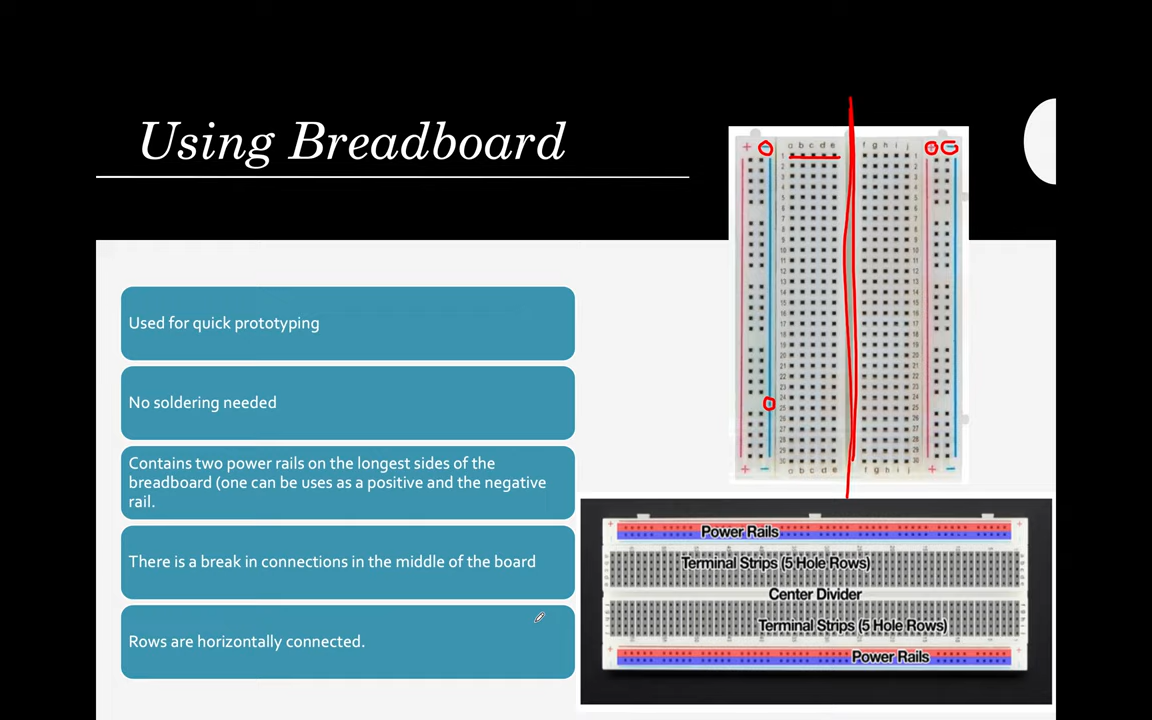 Using Breadboard
Used for quick prototyping
No soldering needed
Contains two power rails on the longest sides of the
breadboard (one can be uses as a positive and the negative
rail.
There is a break in connections in the middle of the board
Rows are horizontally connected.
a b c d e f g h i j
a b c d e f g h i j
Power Rails
Terminal Strips (5 Hole Rows)
Center Divider
Terminal Strips (5 Hole Rows)
Power Rails